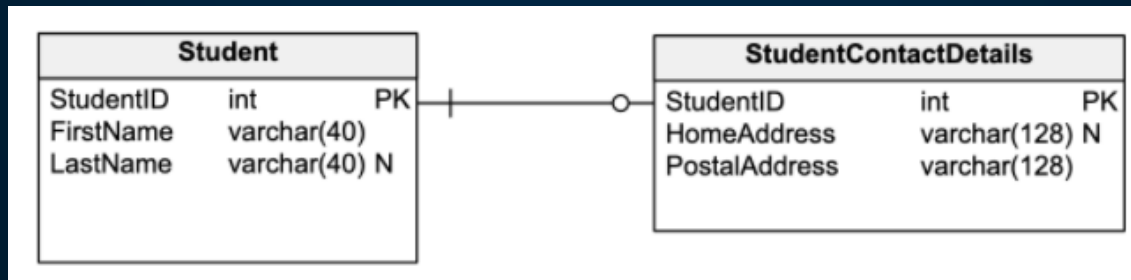 Student
StudentID int PK
FirstName varchar(40)
LastName varchar(40) N
StudentContactDetails
StudentID int PK
HomeAddress varchar(128) N
PostalAddress varchar(128)